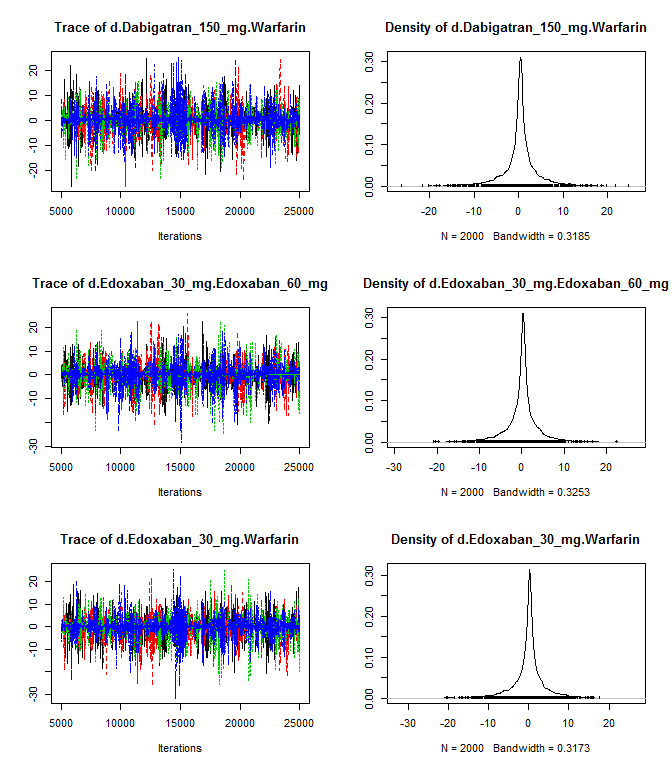 Trace of d.Dabigatran_150_mg.Warfarin
20
10
0
-20
5000 10000 15000 20000 25000
Iterations
Density of d.Dabigatran_150_mg.Warfarin
0.30
0.20
0.10
0.00
-20 -10 0 10 20
N = 2000 Bandwidth = 0.3185
Trace of d.Edoxaban_30_mg.Edoxaban_60_mg
20
10
0
-10
-30
5000 10000 15000 20000 25000
Iterations
Density of d.Edoxaban_30_mg.Edoxaban_60_mg
0.30
0.20
0.10
0.00
-30 -20 -10 0 10 20
N = 2000 Bandwidth = 0.3253
Trace of d.Edoxaban_30_mg.Warfarin
20
10
0
-10
-30
5000 10000 15000 20000 25000
Iterations
Density of d.Edoxaban_30_mg.Warfarin
0.30
0.20
0.10
0.00
-30 -20 -10 0 10 20
N = 2000 Bandwidth = 0.3173